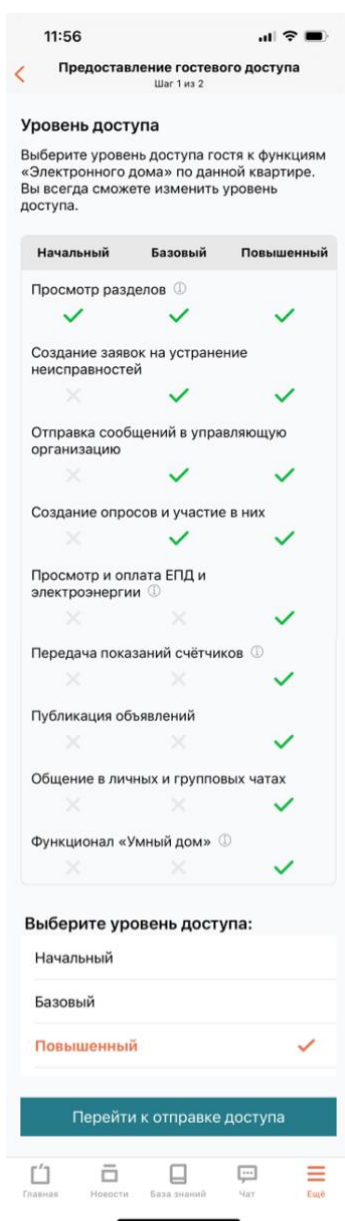 11:56
Предоставление гостевого доступа
Шаг 1 из 2
Уровень доступа
Выберите уровень доступа гостя к функциям
«Электронного дома» по данной квартире.
Вы всегда сможете изменить уровень
доступа.
Начальный Базовый Повышенный
Просмотр разделов
Создание заявок на устранение
неисправностей
Отправка сообщений в управляющую
организацию
Создание опросов и участие в них
Просмотр и оплата ЕПД и
электроэнергии
Передача показаний счётчиков
Публикация объявлений
Общение в личных и групповых чатах
Функционал «Умный дом»
Выберите уровень доступа:
Начальный
Базовый
Повышенный
Перейти к отправке доступа
Главная Новости База знаний Чат Ещё